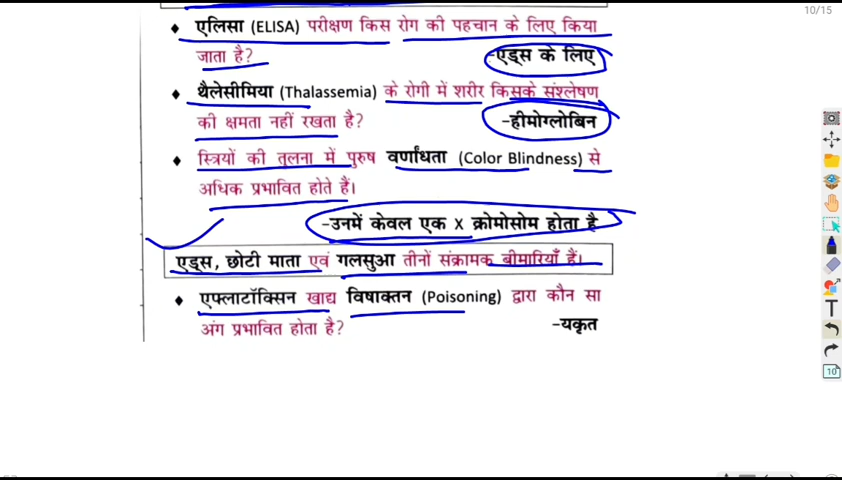 10/15
♦ एलिसा (ELISA) परीक्षण किस रोग की पहचान के लिए किया
जाता है? -एड्स के लिए
♦ थैलेसीमिया (Thalassemia) के रोगी में शरीर किसके संश्लेषण
की क्षमता नहीं रखता है? -हीमोग्लोबिन
♦ स्त्रियों की तुलना में पुरुष वर्णांधता (Color Blindness) से
अधिक प्रभावित होते हैं।
-उनमें केवल एक X क्रोमोसोम होता है
एड्स, छोटी माता एवं गलसुआ तीनों संक्रामक बीमारियाँ हैं।
♦ एफ्लाटॉक्सिन खाद्य विषाक्तन (Poisoning) द्वारा कौन सा
अंग प्रभावित होता है? -यकृत
T
10